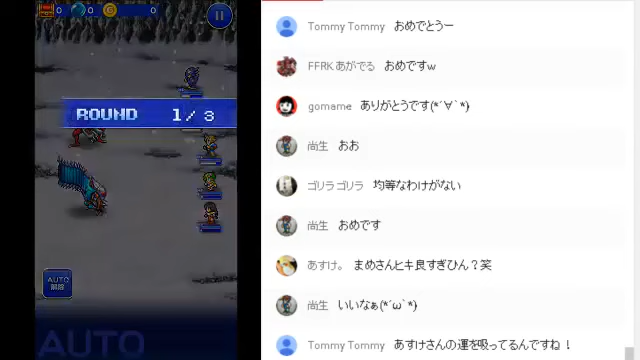 0 0 0
ROUND 1/3
AUTO
解除
AUTO
Tommy Tommy おめでとうー
FFRKあがでる おめですw
gomame ありがとうです(*´∀`*)
尚生 おお
ゴリラゴリラ 均等なわけがない
尚生 おめです
あすけ。 まめさんヒキ良すぎひん？笑
尚生 いいなぁ(*´ω`*)
Tommy Tommy あすけさんの運を吸ってるんですね！